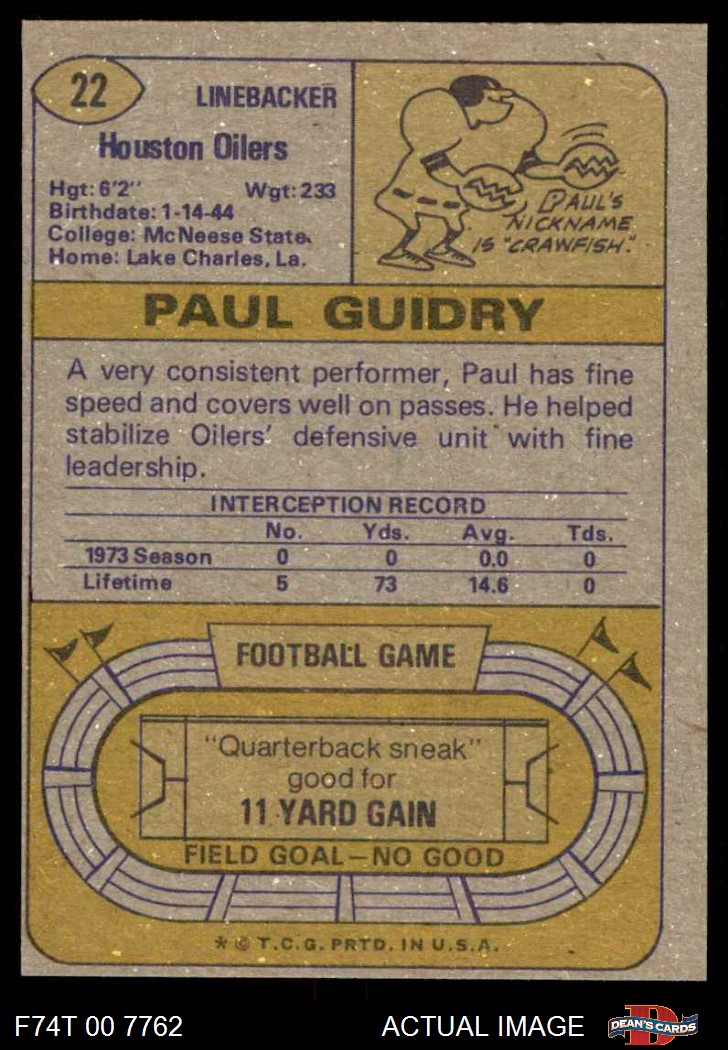 22
LINEBACKER
Houston Oilers
Hgt: 6'2" Wgt: 233
Birthdate: 1-14-44
College: McNeese State
Home: Lake Charles, La.
PAUL'S
NICKNAME
IS "CRAWFISH".
PAUL GUIDRY
A very consistent performer, Paul has fine
speed and covers well on passes. He helped
stabilize Oilers' defensive unit with fine
leadership.
INTERCEPTION RECORD
No. Yds. Avg. Tds.
1973 Season 0 0 0.0 0
Lifetime 5 73 14.6 0
FOOTBALL GAME
"Quarterback sneak"
good for
11 YARD GAIN
FIELD GOAL—NO GOOD
* © T.C.G. PRTD. IN U.S.A.
F74T 00 7762 ACTUAL IMAGE
D
DEAN'S CARDS